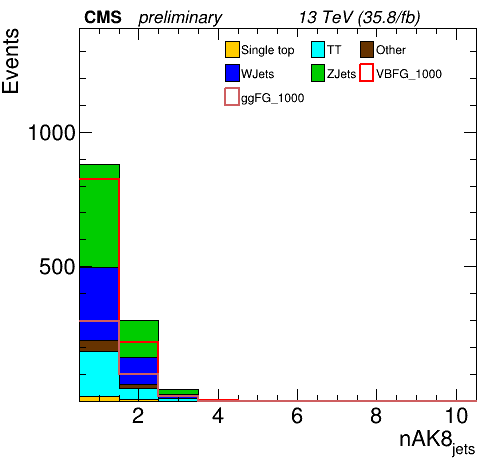 CMS preliminary 13 TeV (35.8/fb)
Events
Single top TT Other
WJets ZJets VBFG_1000
ggFG_1000
1000
500
2 4 6 8 10
nAK8jets